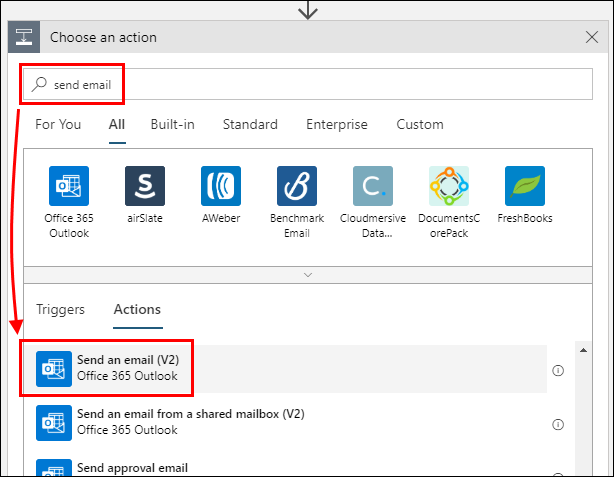 Choose an action
send email
For You All Built-in Standard Enterprise Custom
Office 365 Outlook
airSlate
AWeber
Benchmark Email
Cloudmersive Data...
DocumentsCorePack
FreshBooks
Triggers Actions
Send an email (V2)
Office 365 Outlook
Send an email from a shared mailbox (V2)
Office 365 Outlook
Send approval email